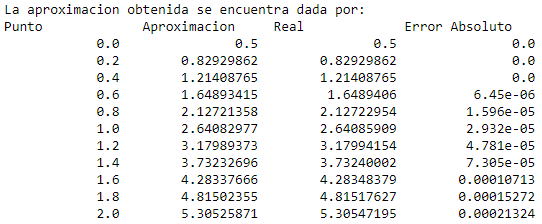 La aproximacion obtenida se encuentra dada por:
Punto Aproximacion Real Error Absoluto
0.0 0.5 0.5 0.0
0.2 0.82929862 0.82929862 0.0
0.4 1.21408765 1.21408765 0.0
0.6 1.64893415 1.6489406 6.45e-06
0.8 2.12721358 2.12722954 1.596e-05
1.0 2.64082977 2.64085909 2.932e-05
1.2 3.17989373 3.17994154 4.781e-05
1.4 3.73232696 3.73240002 7.305e-05
1.6 4.28337666 4.28348379 0.00010713
1.8 4.81502355 4.81517627 0.00015272
2.0 5.30525871 5.30547195 0.00021324